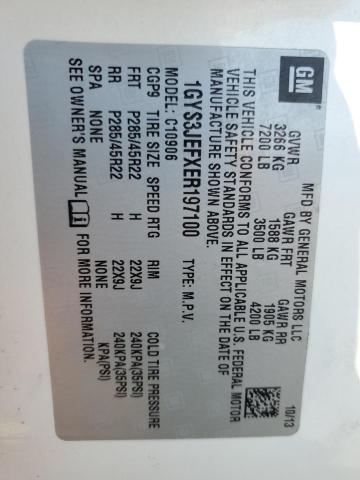 GM
MFD BY GENERAL MOTORS LLC
10/13
GVWR GAWR FRT GAWR RR
3266 KG 1588 KG 1905 KG
7200 LB 3500 LB 4200 LB
THIS VEHICLE CONFORMS TO ALL APPLICABLE U.S. FEDERAL MOTOR
VEHICLE SAFETY STANDARDS IN EFFECT ON THE DATE OF
MANUFACTURE SHOWN ABOVE.
1GYS3JEFXER197100 TYPE: M.P.V.
C10906
CGP9 TIRE SIZE SPEED RTG RIM COLD TIRE PRESSURE
FRT P285/45R22 H 22X9J 240KPA(35PSI)
RR P285/45R22 H 22X9J 240KPA(35PSI)
SPA NONE NONE KPA(PSI)
SEE OWNER'S MANUAL i FOR MORE INFORMATION.